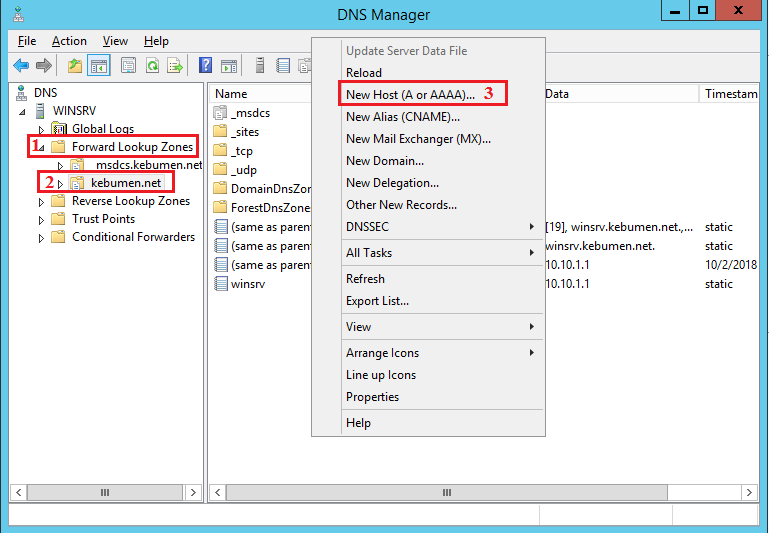 DNS Manager
File Action View Help
DNS
WINSRV
Global Logs
1 Forward Lookup Zones
_msdcs.kebumen.net
2 kebumen.net
Reverse Lookup Zones
Trust Points
Conditional Forwarders
Name Data Timestam
_msdcs
_sites
_tcp
_udp
DomainDnsZone
ForestDnsZone
(same as parent [19], winsrv.kebumen.net.,... static
(same as parent winsrv.kebumen.net. static
(same as parent 10.10.1.1 10/2/2018
winsrv 10.10.1.1 static
Update Server Data File
Reload
New Host (A or AAAA)... 3
New Alias (CNAME)...
New Mail Exchanger (MX)...
New Domain...
New Delegation...
Other New Records...
DNSSEC
All Tasks
Refresh
Export List...
View
Arrange Icons
Line up Icons
Properties
Help